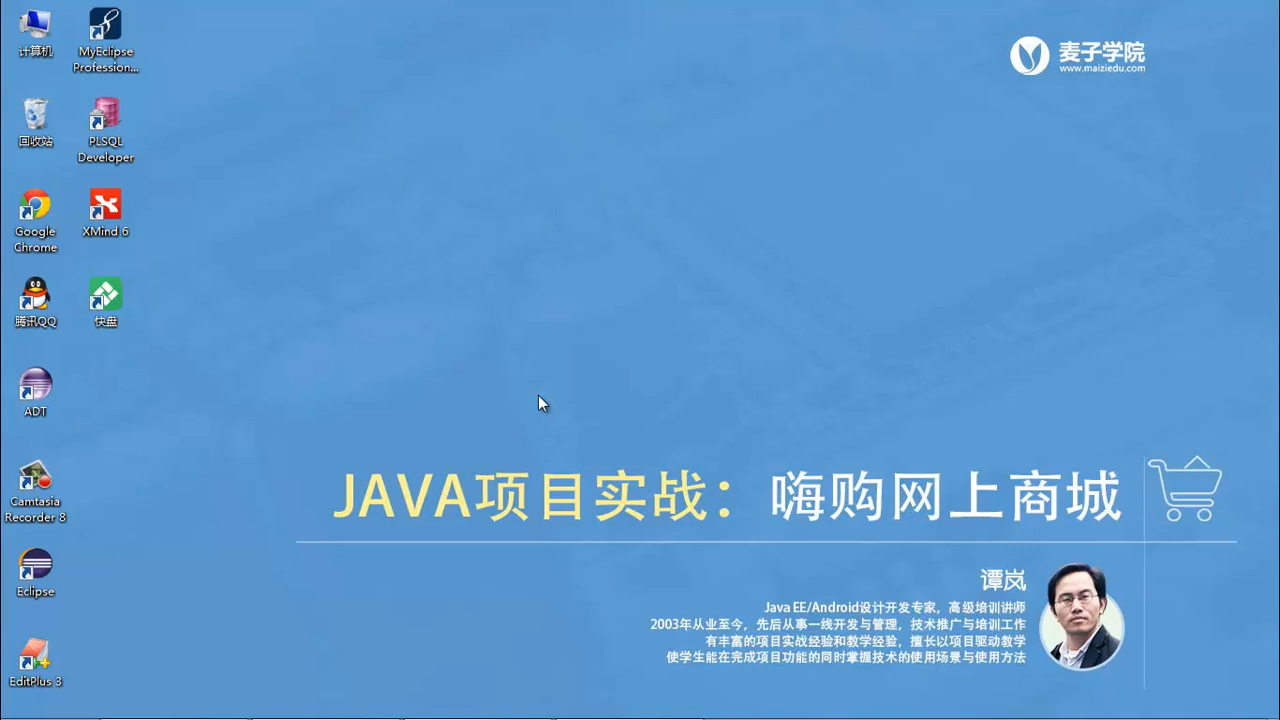 计算机
MyEclipse
Profession...
回收站
PLSQL
Developer
Google
Chrome
XMind 6
腾讯QQ
快盘
ADT
Camtasia
Recorder 8
Eclipse
EditPlus 3
麦子学院
www.maiziedu.com
JAVA项目实战：嗨购网上商城
谭岚
Java EE/Android设计开发专家，高级培训讲师
2003年从业至今，先后从事一线开发与管理，技术推广与培训工作
有丰富的项目实战经验和教学经验，擅长以项目驱动教学
使学生能在完成项目功能的同时掌握技术的使用场景与使用方法